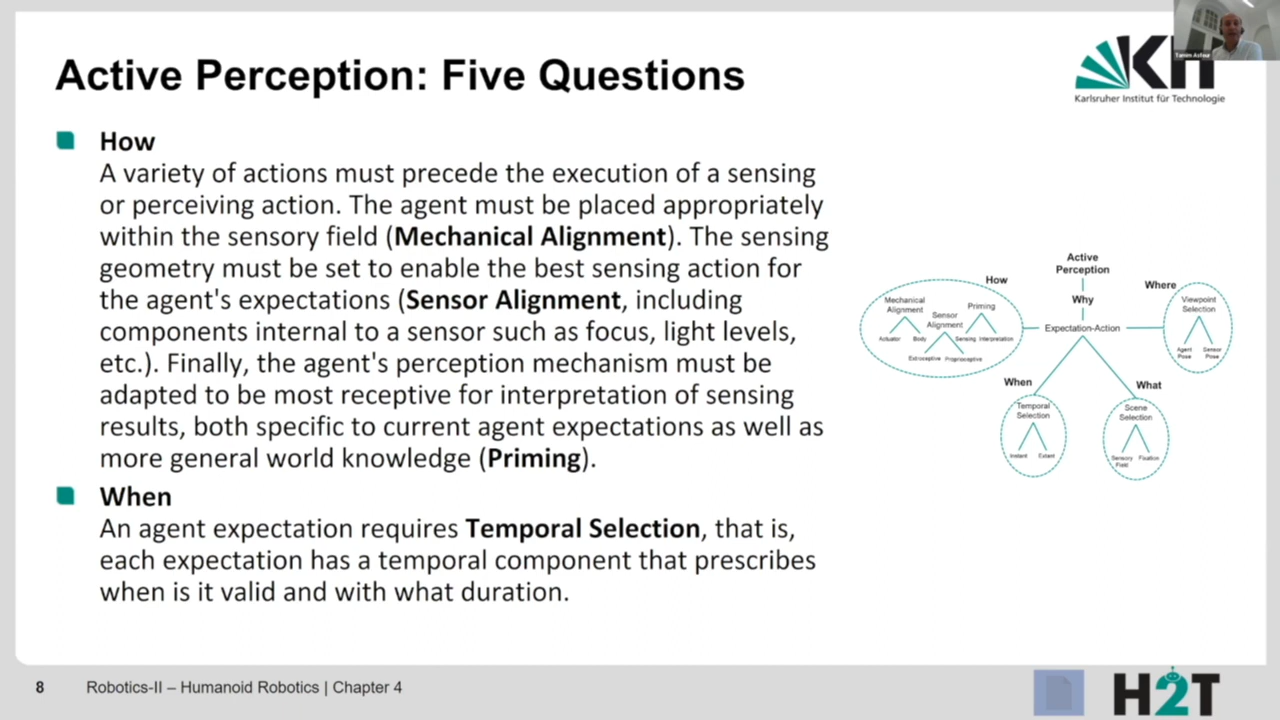 Active Perception: Five Questions
How
A variety of actions must precede the execution of a sensing
or perceiving action. The agent must be placed appropriately
within the sensory field (Mechanical Alignment). The sensing
geometry must be set to enable the best sensing action for
the agent's expectations (Sensor Alignment, including
components internal to a sensor such as focus, light levels,
etc.). Finally, the agent's perception mechanism must be
adapted to be most receptive for interpretation of sensing
results, both specific to current agent expectations as well as
more general world knowledge (Priming).
When
An agent expectation requires Temporal Selection, that is,
each expectation has a temporal component that prescribes
when is it valid and with what duration.
Karlsruher Institut für Technologie
Tamim Asfour
Active
Perception
Why
Expectation-Action
How
Mechanical
Alignment
Actuator
Body
Sensor
Alignment
Exteroceptive
Proprioceptive
Priming
Sensing
Interpretation
Where
Viewpoint
Selection
Agent
Pose
Sensor
Pose
When
Temporal
Selection
Instant
Extent
What
Scene
Selection
Sensory
Field
Fixation
8
Robotics-II – Humanoid Robotics | Chapter 4
H2T